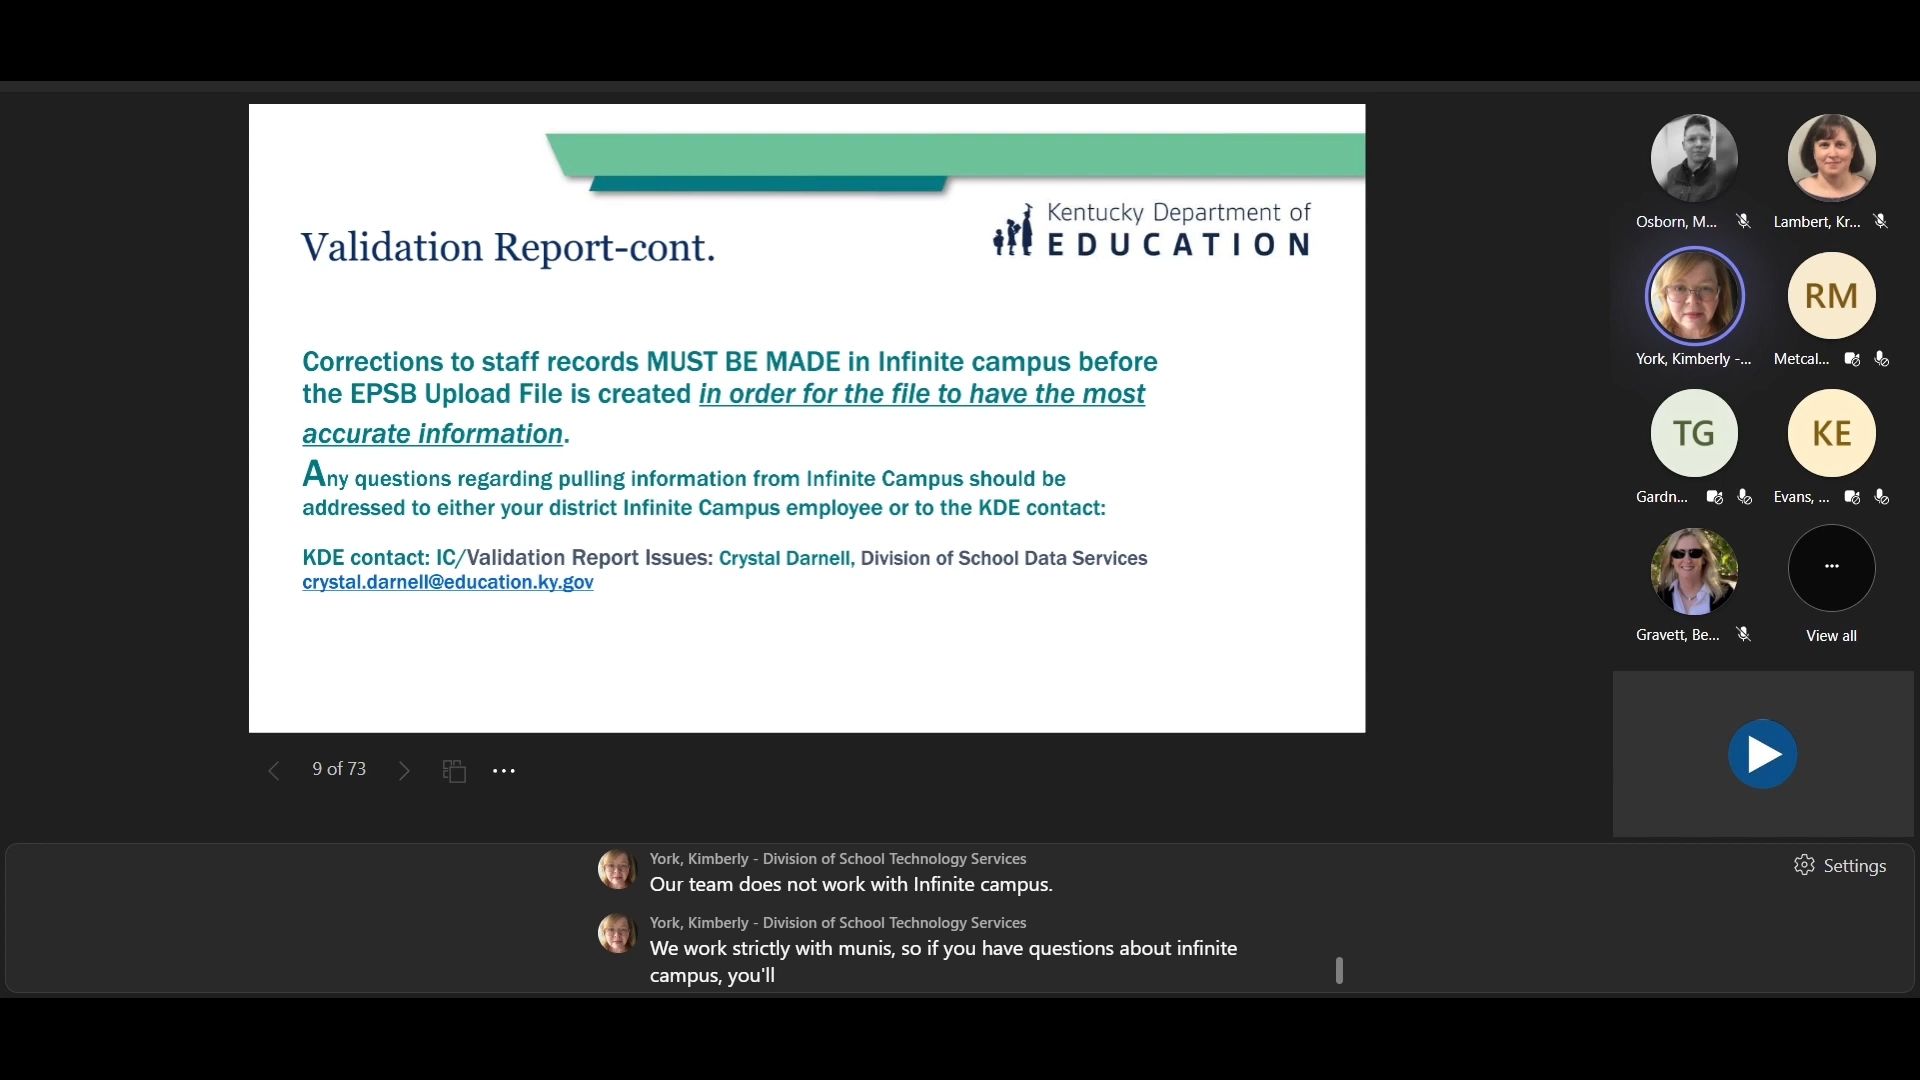 Kentucky Department of
EDUCATION
Validation Report-cont.
Corrections to staff records MUST BE MADE in Infinite campus before
the EPSB Upload File is created in order for the file to have the most
accurate information.
Any questions regarding pulling information from Infinite Campus should be
addressed to either your district Infinite Campus employee or to the KDE contact:
KDE contact: IC/Validation Report Issues: Crystal Darnell, Division of School Data Services
crystal.darnell@education.ky.gov
9 of 73
Osborn, M...
Lambert, Kr...
York, Kimberly -...
RM
Metcal...
TG
Gardn...
KE
Evans, ...
Gravett, Be...
View all
York, Kimberly - Division of School Technology Services
Our team does not work with Infinite campus.
York, Kimberly - Division of School Technology Services
We work strictly with munis, so if you have questions about infinite
campus, you'll
Settings